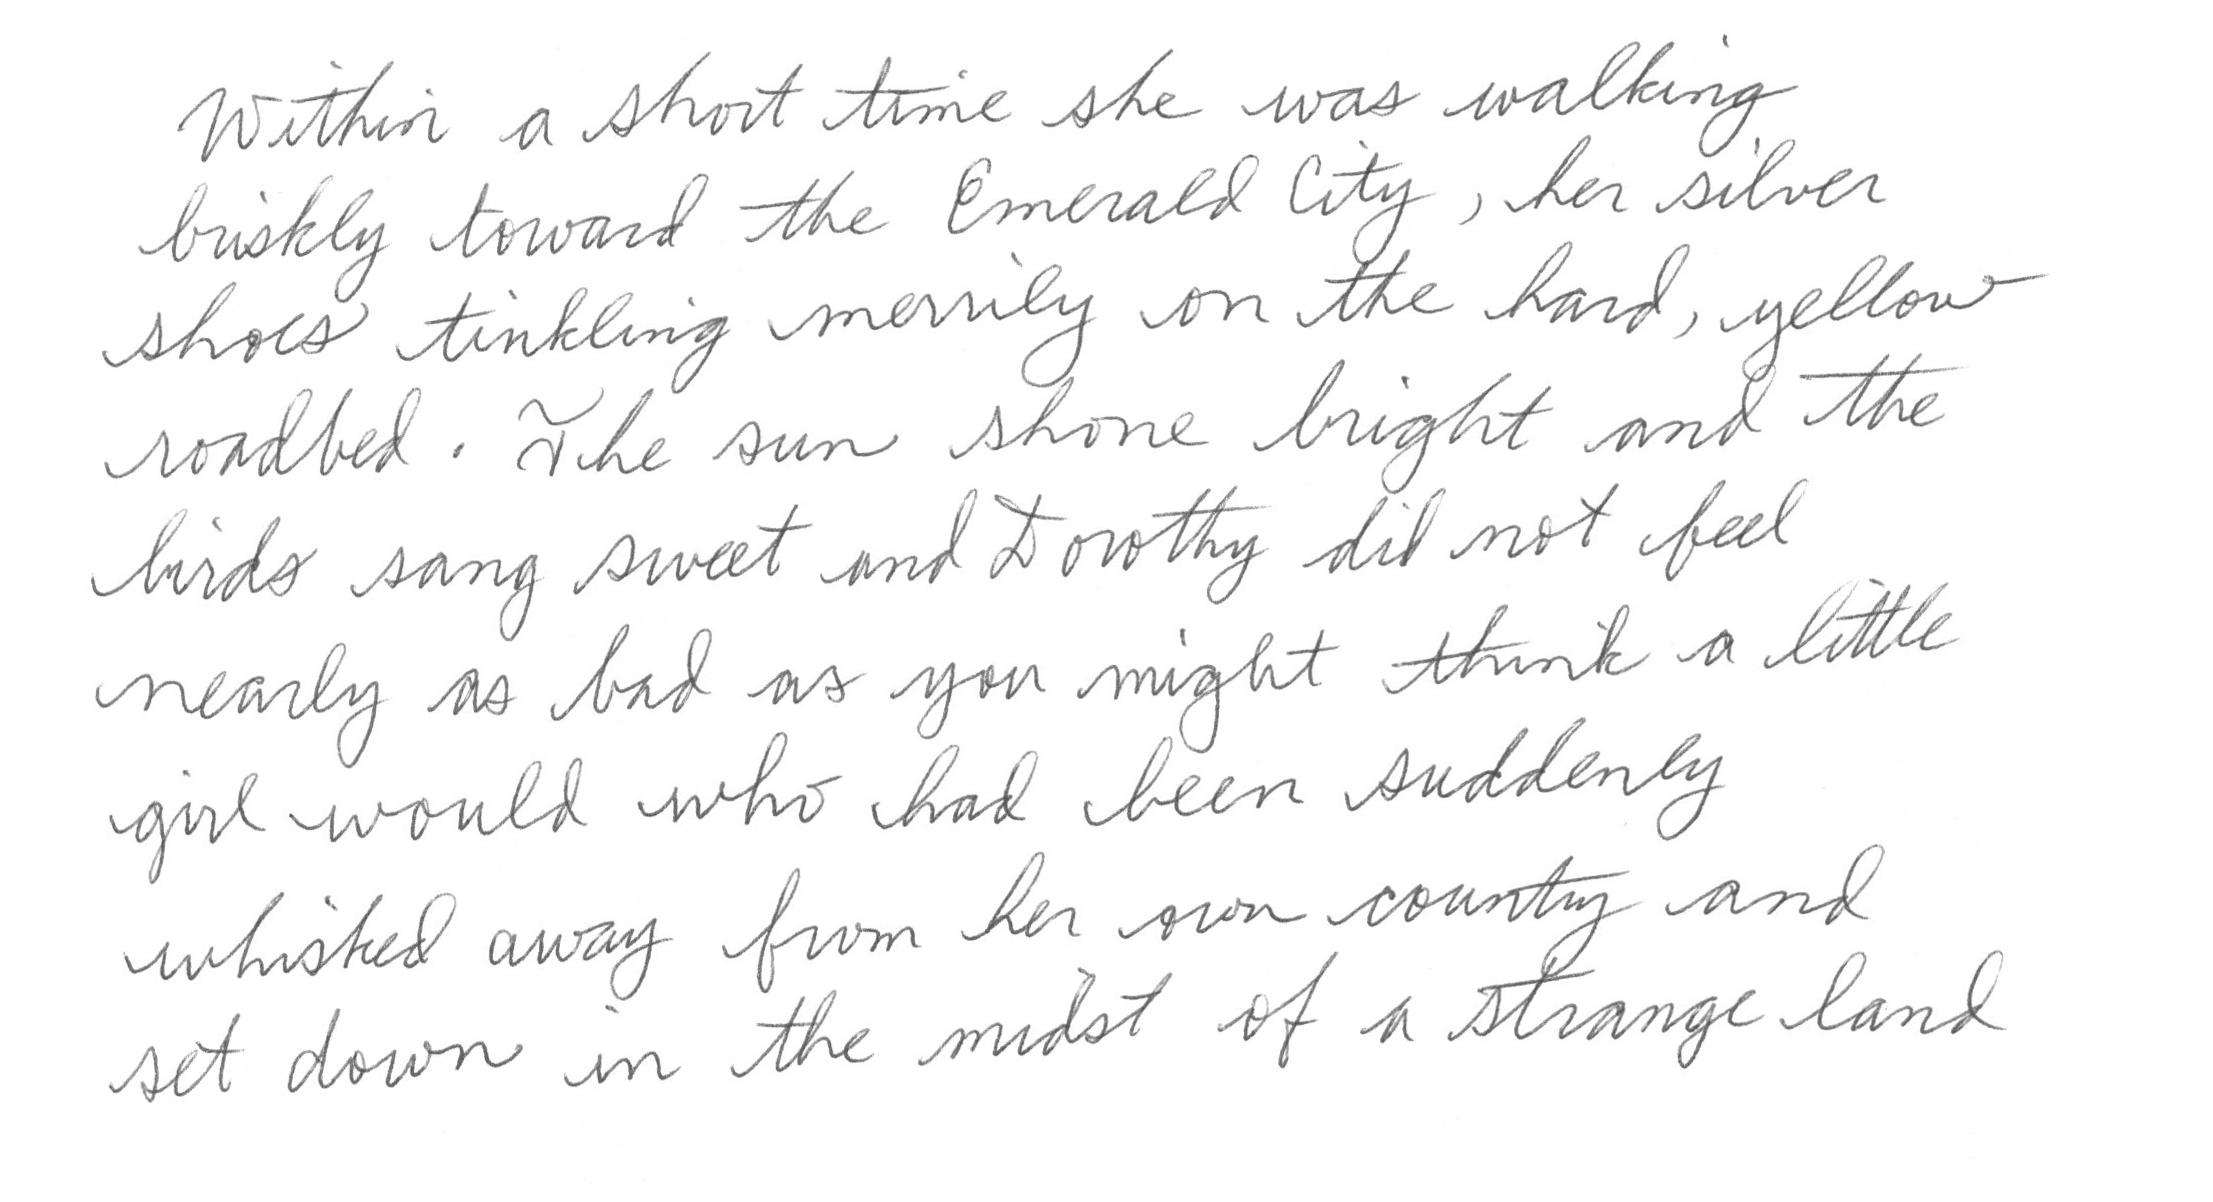 Within a short time she was walking
briskly toward the Emerald City, her silver
shoes tinkling merrily on the hard, yellow
roadbed. The sun shone bright and the
birds sang sweet and Dorothy did not feel
nearly as bad as you might think a little
girl would who had been suddenly
whisked away from her own country and
set down in the midst of a strange land